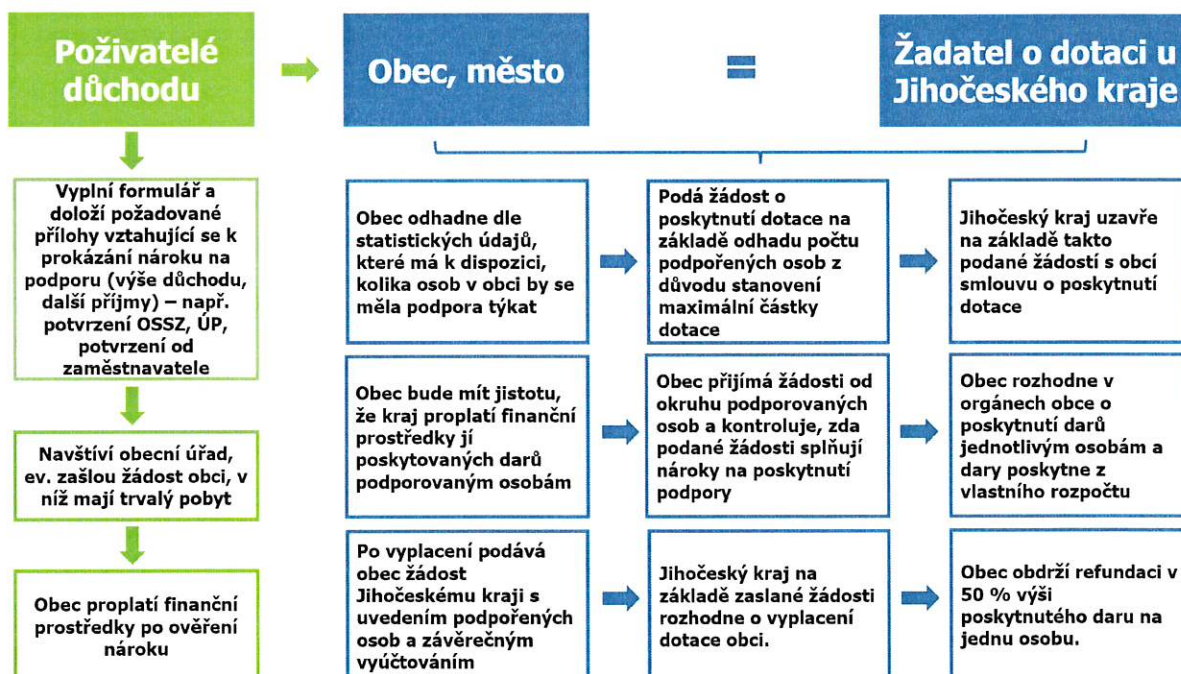 Poživatelé
důchodu
Obec, město
=
Žadatel o dotaci u
Jihočeského kraje
Vyplní formulář a
doloží požadované
přílohy vztahující se k
prokázání nároku na
podporu (výše důchodu,
další příjmy) – např.
potvrzení OSSZ, ÚP,
potvrzení od
zaměstnavatele
Navštíví obecní úřad,
ev. zašlou žádost obci, v
níž mají trvalý pobyt
Obec proplatí finanční
prostředky po ověření
nároku
Obec odhadne dle
statistických údajů,
které má k dispozici,
kolika osob v obci by se
měla podpora týkat
Podá žádost o
poskytnutí dotace na
základě odhadu počtu
podpořených osob z
důvodu stanovení
maximální částky
dotace
Jihočeský kraj uzavře
na základě takto
podané žádostí s obcí
smlouvu o poskytnutí
dotace
Obec bude mít jistotu,
že kraj proplatí finanční
prostředky jí
poskytovaných darů
podporovaným osobám
Obec přijímá žádosti od
okruhu podporovaných
osob a kontroluje, zda
podané žádosti splňují
nároky na poskytnutí
podpory
Obec rozhodne v
orgánech obce o
poskytnutí darů
jednotlivým osobám a
dary poskytne z
vlastního rozpočtu
Po vyplacení podává
obec žádost
Jihočeskému kraji s
uvedením podpořených
osob a závěrečným
vyúčtováním
Jihočeský kraj na
základě zaslané žádosti
rozhodne o vyplacení
dotace obci.
Obec obdrží refundaci v
50 % výši
poskytnutého daru na
jednu osobu.